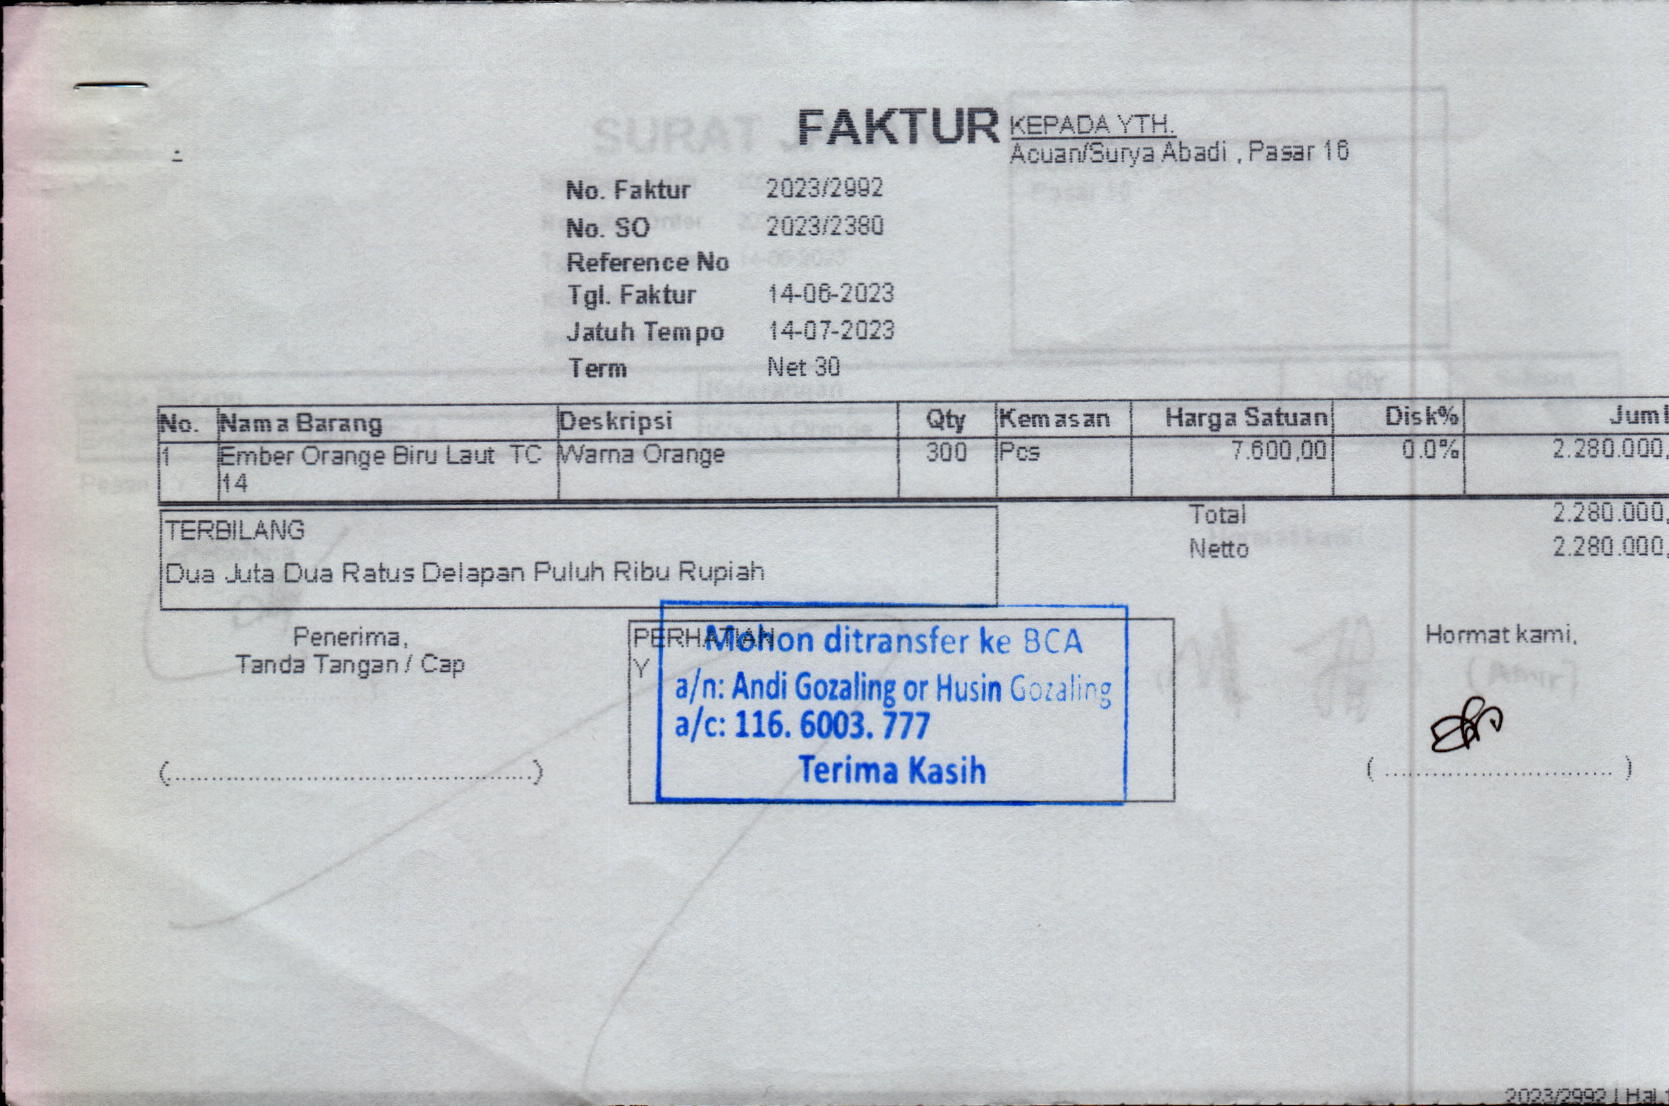 FAKTUR
KEPADA YTH.
Acuan/Surya Abadi , Pasar 16
No. Faktur 2023/2992
No. SO 2023/2380
Reference No
Tgl. Faktur 14-06-2023
Jatuh Tempo 14-07-2023
Term Net 30
No. Nama Barang Deskripsi Qty Kemasan Harga Satuan Disk% Juml
1 Ember Orange Biru Laut TC Warna Orange 300 Pcs 7.600,00 0.0% 2.280.000,
14
TERBILANG
Dua Juta Dua Ratus Delapan Puluh Ribu Rupiah
Total 2.280.000,
Netto 2.280.000,
Penerima,
Tanda Tangan / Cap
(..............................................)
PERHATIAN
Y
Mohon ditransfer ke BCA
a/n: Andi Gozaling or Husin Gozaling
a/c: 116. 6003. 777
Terima Kasih
Hormat kami,
( ............................. )
2023/2992 | Hal.